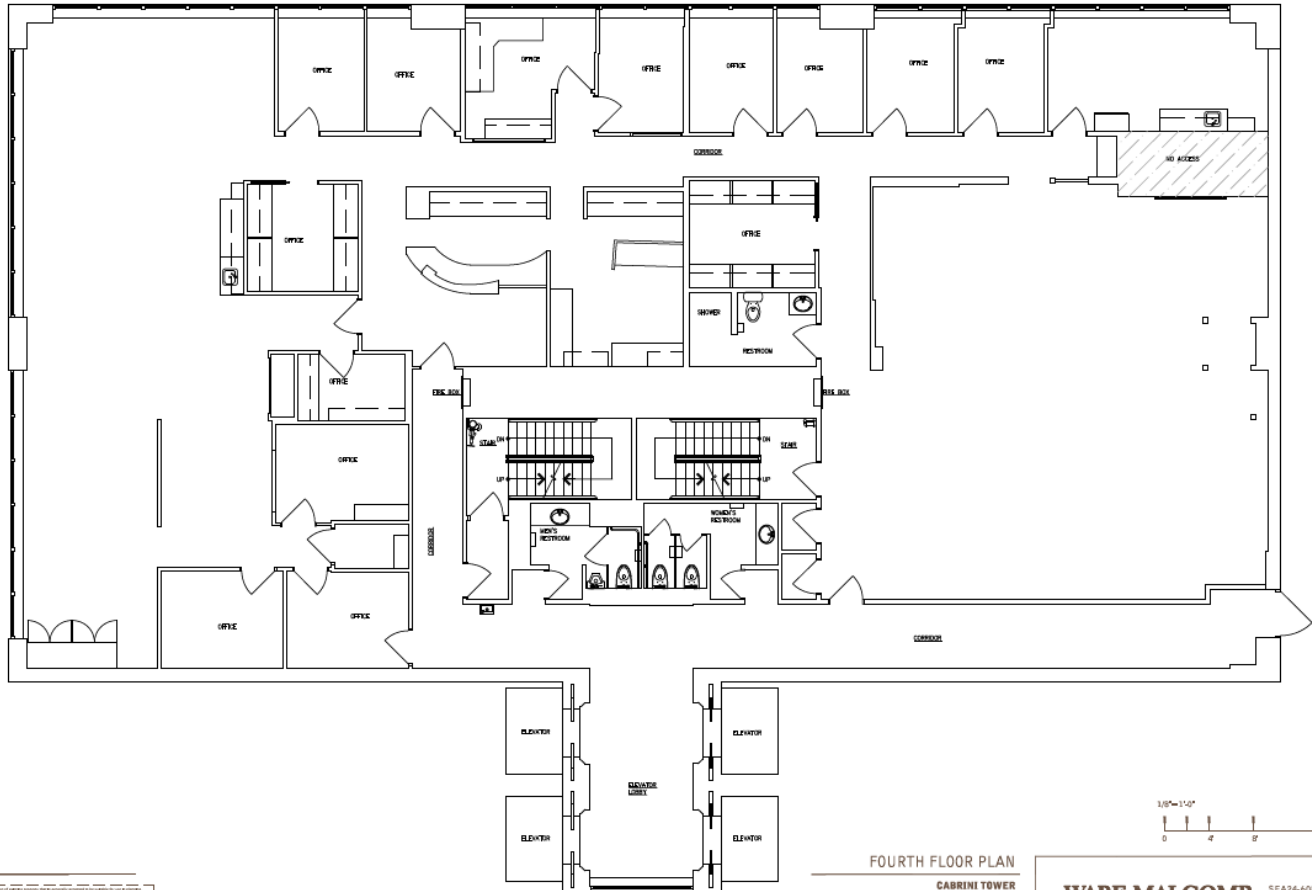 OFFICE
OFFICE
OFFICE
OFFICE
OFFICE
OFFICE
OFFICE
OFFICE
CORRIDOR
NO ACCESS
OFFICE
OFFICE
SHOWER
RESTROOM
OFFICE
FIRE BOX
FIRE BOX
STAIR
DN
DN
STAIR
OFFICE
UP
UP
MEN'S
RESTROOM
WOMEN'S
RESTROOM
CORRIDOR
OFFICE
OFFICE
CORRIDOR
ELEVATOR
ELEVATOR
ELEVATOR
LOBBY
1/8"=1'-0"
0 4' 8'
ELEVATOR
ELEVATOR
FOURTH FLOOR PLAN
CABRINI TOWER
WARE MALCOMB